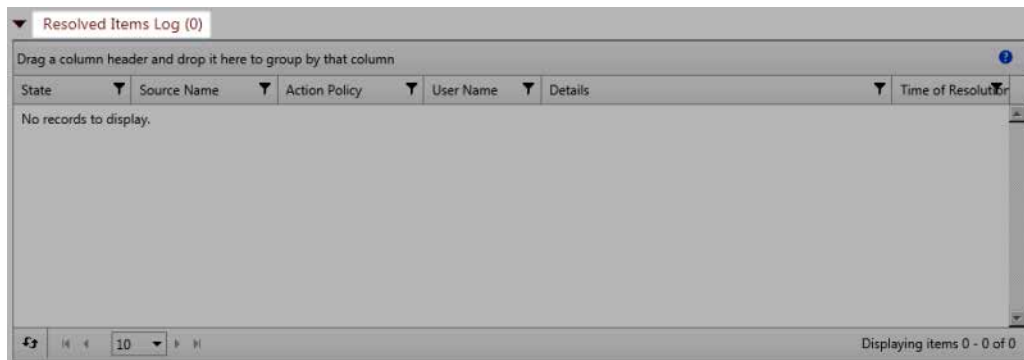 Resolved Items Log (0)
Drag a column header and drop it here to group by that column
State Source Name Action Policy User Name Details Time of Resolution
No records to display.
10 Displaying items 0 - 0 of 0